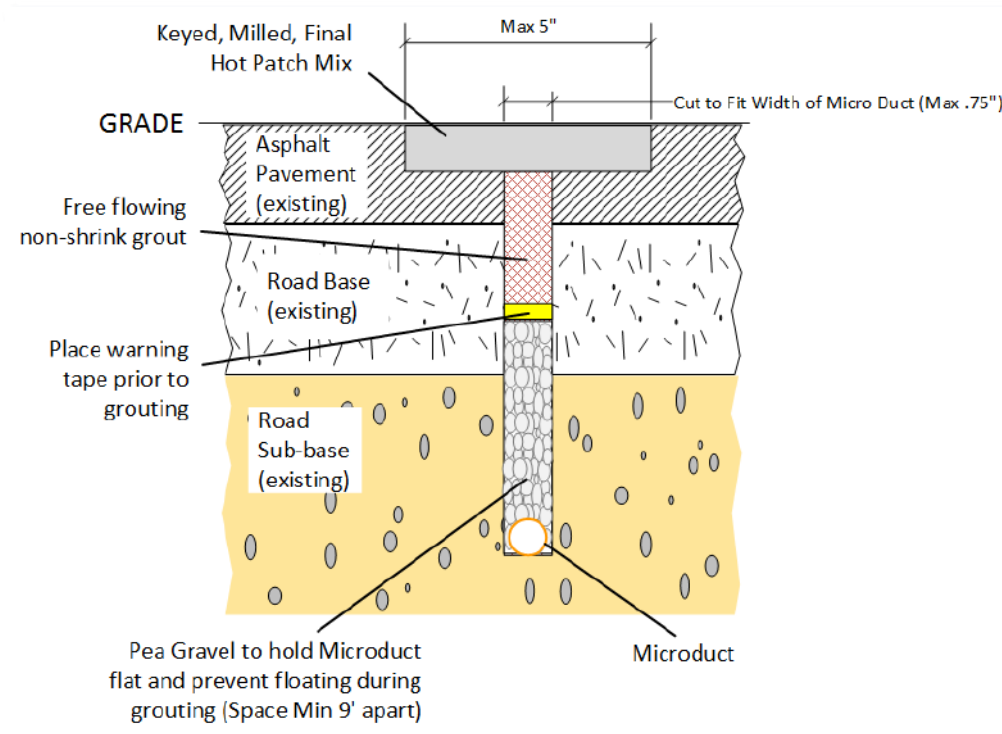 Keyed, Milled, Final
Hot Patch Mix
Max 5"
Cut to Fit Width of Micro Duct (Max .75")
GRADE
Asphalt
Pavement
(existing)
Free flowing
non-shrink grout
Road Base
(existing)
Place warning
tape prior to
grouting
Road
Sub-base
(existing)
Pea Gravel to hold Microduct
flat and prevent floating during
grouting (Space Min 9' apart)
Microduct